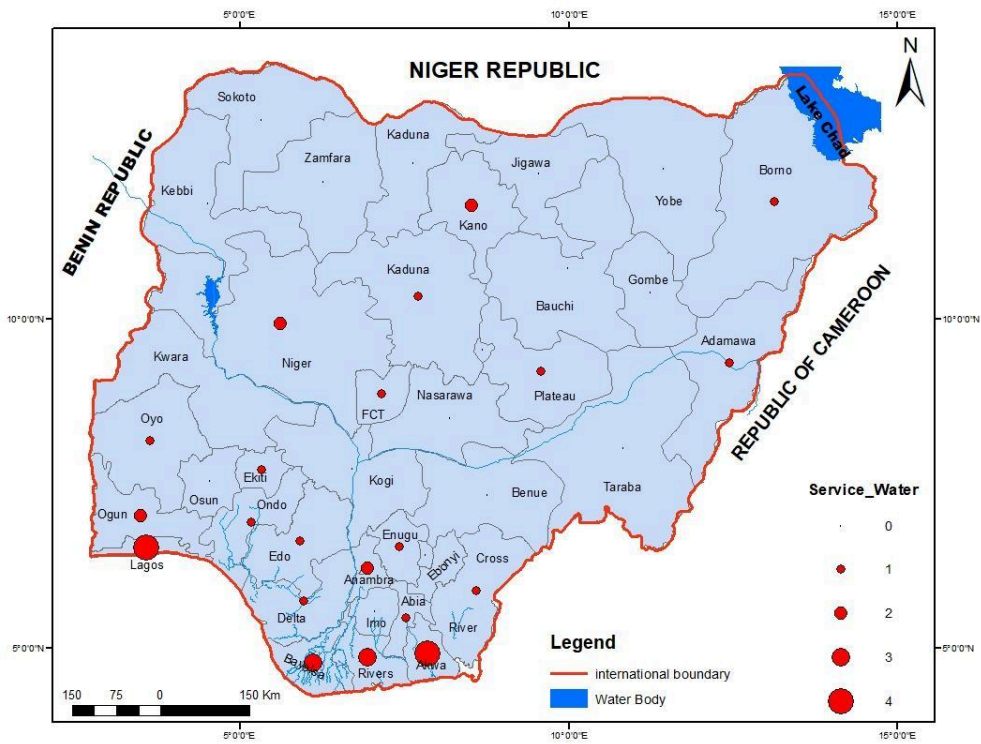 5°0'0"E
10°0'0"E
15°0'0"E
N
NIGER REPUBLIC
BENIN REPUBLIC
Lake Chad
REPUBLIC OF CAMEROON
Sokoto
Kaduna
Zamfara
Jigawa
Kebbi
Borno
Yobe
Kano
Kaduna
Gombe
Bauchi
10°0'0"N
10°0'0"N
Adamawa
Kwara
Niger
Nasarawa
Plateau
FCT
Oyo
Ekiti
Kogi
Benue
Taraba
Osun
Ondo
Ogun
Enugu
Ebonyi
Cross
Edo
Lagos
Anambra
Abia
Delta
Imo
River
5°0'0"N
5°0'0"N
Rivers
Akwa
Service_Water
0
1
2
3
4
Legend
international boundary
Water Body
150 75 0 150 Km
5°0'0"E
10°0'0"E
15°0'0"E